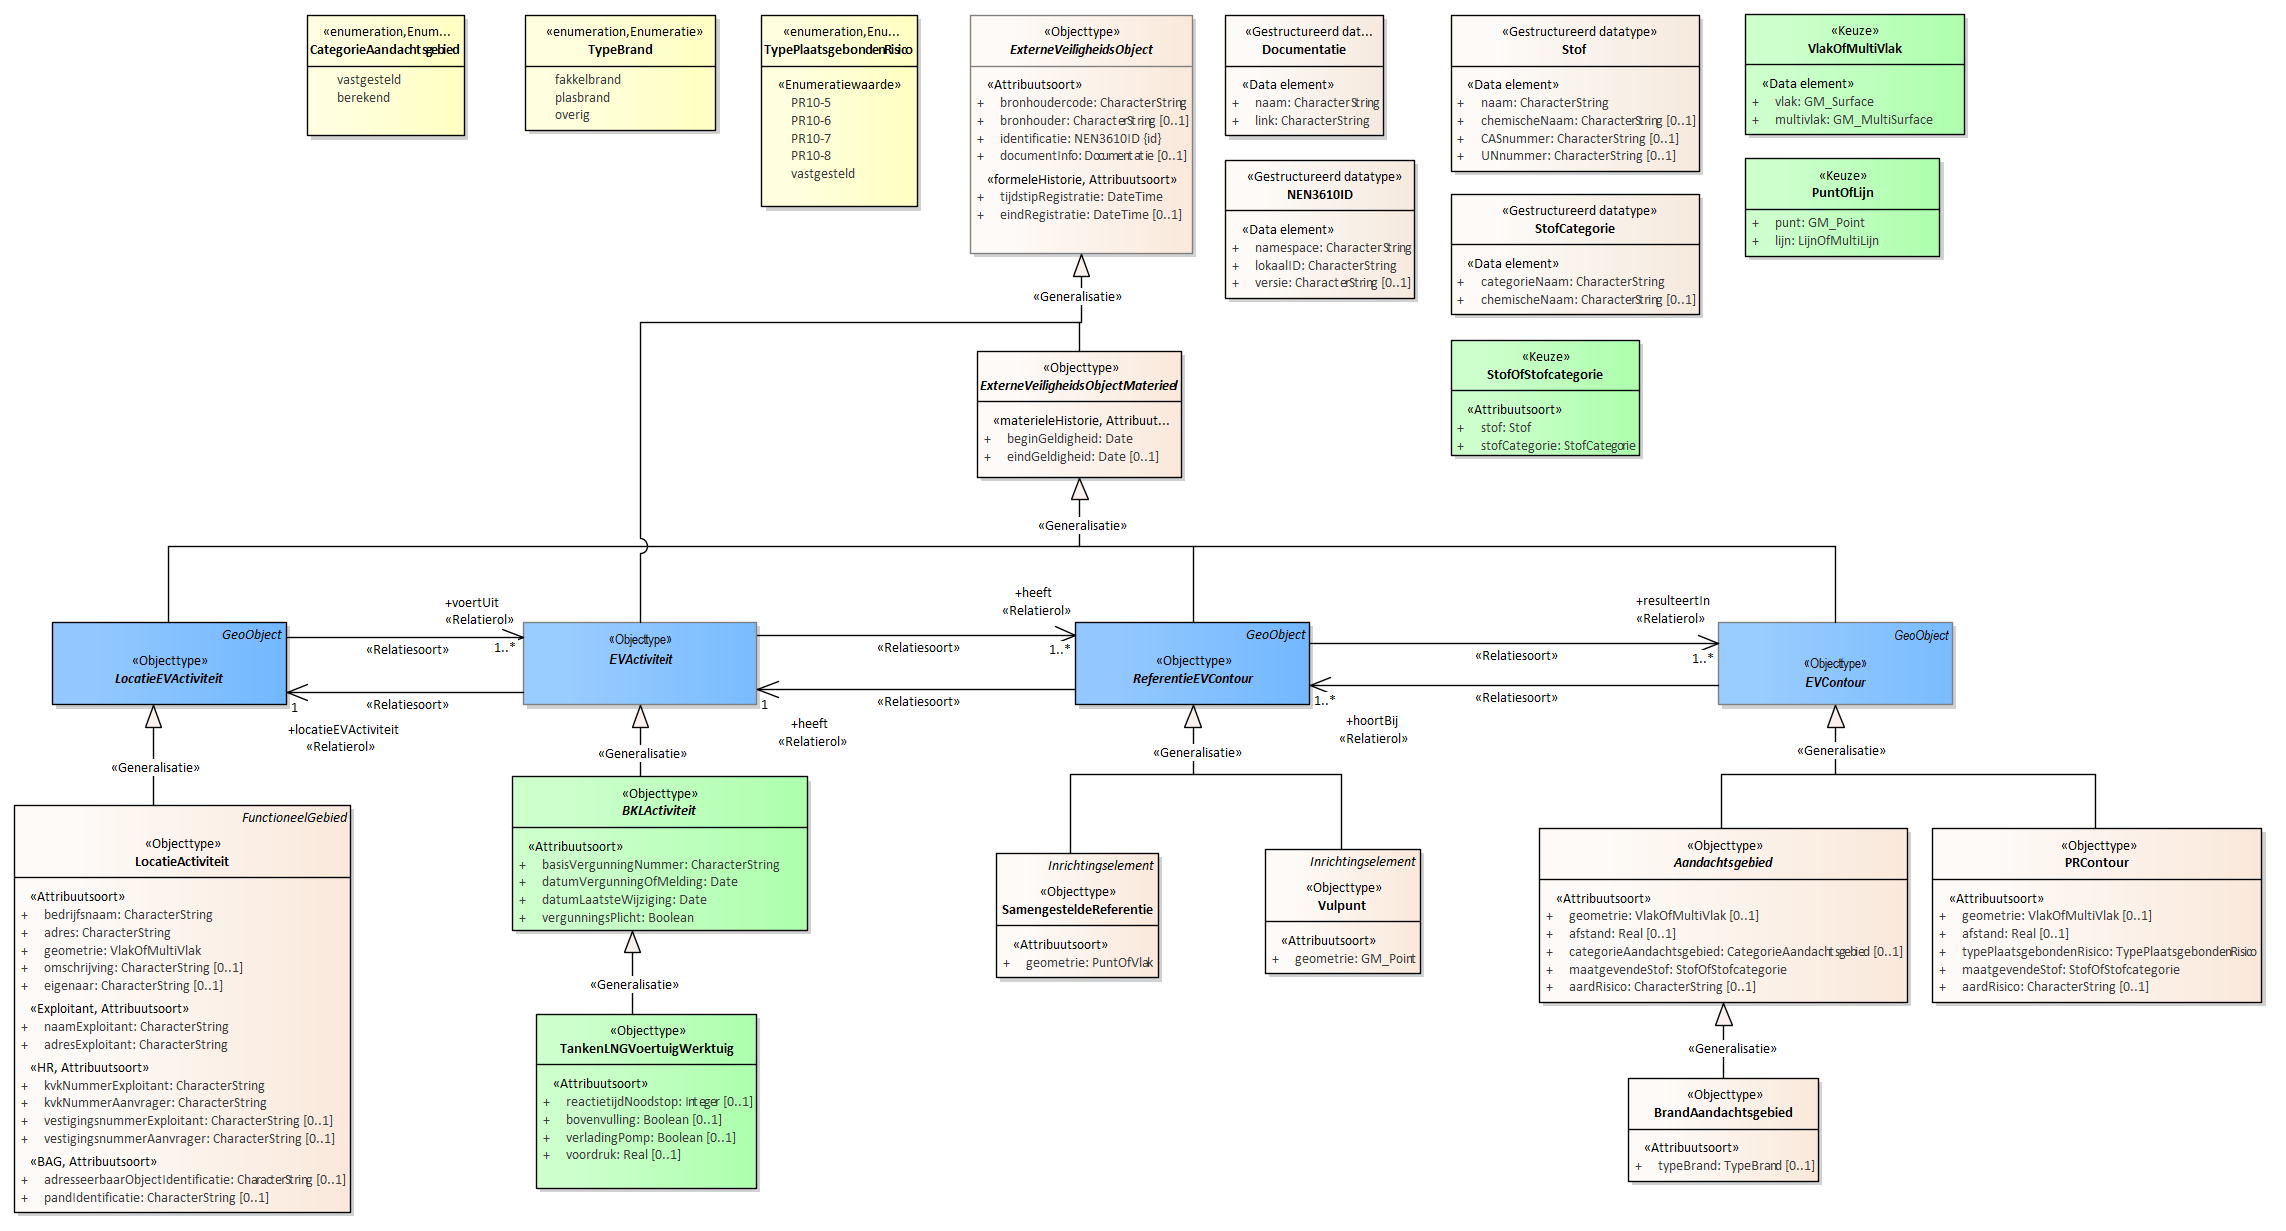 «enumeration,Enum...
CategorieAandachtsgebied
vastgesteld
berekend
«enumeration,Enumeratie»
TypeBrand
fakkelbrand
plasbrand
overig
«enumeration,Enu...
TypePlaatsgebondenRisico
«Enumeratiewaarde»
PR10-5
PR10-6
PR10-7
PR10-8
vastgesteld
«Objecttype»
ExterneVeiligheidsObject
«Attribuutsoort»
+ bronhoudercode: CharacterString
+ bronhouder: CharacterString [0..1]
+ identificatie: NEN3610ID {id}
+ documentInfo: Documentatie [0..1]
«formeleHistorie, Attribuutsoort»
+ tijdstipRegistratie: DateTime
+ eindRegistratie: DateTime [0..1]
«Gestructureerd dat...
Documentatie
«Data element»
+ naam: CharacterString
+ link: CharacterString
«Gestructureerd datatype»
NEN3610ID
«Data element»
+ namespace: CharacterString
+ lokaalID: CharacterString
+ versie: CharacterString [0..1]
«Gestructureerd datatype»
Stof
«Data element»
+ naam: CharacterString
+ chemischeNaam: CharacterString [0..1]
+ CASnummer: CharacterString [0..1]
+ UNnummer: CharacterString [0..1]
«Gestructureerd datatype»
StofCategorie
«Data element»
+ categorieNaam: CharacterString
+ chemischeNaam: CharacterString [0..1]
«Keuze»
StofOfStofcategorie
«Attribuutsoort»
+ stof: Stof
+ stofCategorie: StofCategorie
«Keuze»
VlakOfMultiVlak
«Data element»
+ vlak: GM_Surface
+ multivlak: GM_MultiSurface
«Keuze»
PuntOfLijn
+ punt: GM_Point
+ lijn: LijnOfMultiLijn
«Generalisatie»
«Objecttype»
ExterneVeiligheidsObjectMaterieel
«materieleHistorie, Attribuut...
+ beginGeldigheid: Date
+ eindGeldigheid: Date [0..1]
«Generalisatie»
GeoObject
«Objecttype»
LocatieEVActiviteit
+voertUit
«Relatierol»
1..*
«Relatiesoort»
«Relatiesoort»
1
+locatieEVActiviteit
«Relatierol»
«Objecttype»
EVActiviteit
+heeft
«Relatierol»
1..*
«Relatiesoort»
«Relatiesoort»
1
+heeft
«Relatierol»
GeoObject
«Objecttype»
ReferentieEVContour
+resulteertIn
«Relatierol»
1..*
«Relatiesoort»
«Relatiesoort»
1..*
+hoortBij
«Relatierol»
GeoObject
«Objecttype»
EVContour
«Generalisatie»
«Generalisatie»
«Generalisatie»
«Generalisatie»
FunctioneelGebied
«Objecttype»
LocatieActiviteit
«Attribuutsoort»
+ bedrijfsnaam: CharacterString
+ adres: CharacterString
+ geometrie: VlakOfMultiVlak
+ omschrijving: CharacterString [0..1]
+ eigenaar: CharacterString [0..1]
«Exploitant, Attribuutsoort»
+ naamExploitant: CharacterString
+ adresExploitant: CharacterString
«HR, Attribuutsoort»
+ kvkNummerExploitant: CharacterString
+ kvkNummerAanvrager: CharacterString
+ vestigingsnummerExploitant: CharacterString [0..1]
+ vestigingsnummerAanvrager: CharacterString [0..1]
«BAG, Attribuutsoort»
+ adresseerbaarObjectIdentificatie: CharacterString [0..1]
+ pandIdentificatie: CharacterString [0..1]
«Objecttype»
BKLActiviteit
«Attribuutsoort»
+ basisVergunningNummer: CharacterString
+ datumVergunningOfMelding: Date
+ datumLaatsteWijziging: Date
+ vergunningsPlicht: Boolean
«Generalisatie»
«Objecttype»
TankenLNGVoertuigWerktuig
«Attribuutsoort»
+ reactietijdNoodstop: Integer [0..1]
+ bovenvulling: Boolean [0..1]
+ verladingPomp: Boolean [0..1]
+ voordruk: Real [0..1]
Inrichtingselement
«Objecttype»
SamengesteldeReferentie
«Attribuutsoort»
+ geometrie: PuntOfVlak
Inrichtingselement
«Objecttype»
Vulpunt
«Attribuutsoort»
+ geometrie: GM_Point
«Objecttype»
Aandachtsgebied
«Attribuutsoort»
+ geometrie: VlakOfMultiVlak [0..1]
+ afstand: Real [0..1]
+ categorieAandachtsgebied: CategorieAandachtsgebied [0..1]
+ maatgevendeStof: StofOfStofcategorie
+ aardRisico: CharacterString [0..1]
«Objecttype»
PRContour
«Attribuutsoort»
+ geometrie: VlakOfMultiVlak [0..1]
+ afstand: Real [0..1]
+ typePlaatsgebondenRisico: TypePlaatsgebondenRisico
+ maatgevendeStof: StofOfStofcategorie
+ aardRisico: CharacterString [0..1]
«Generalisatie»
«Objecttype»
BrandAandachtsgebied
«Attribuutsoort»
+ typeBrand: TypeBrand [0..1]